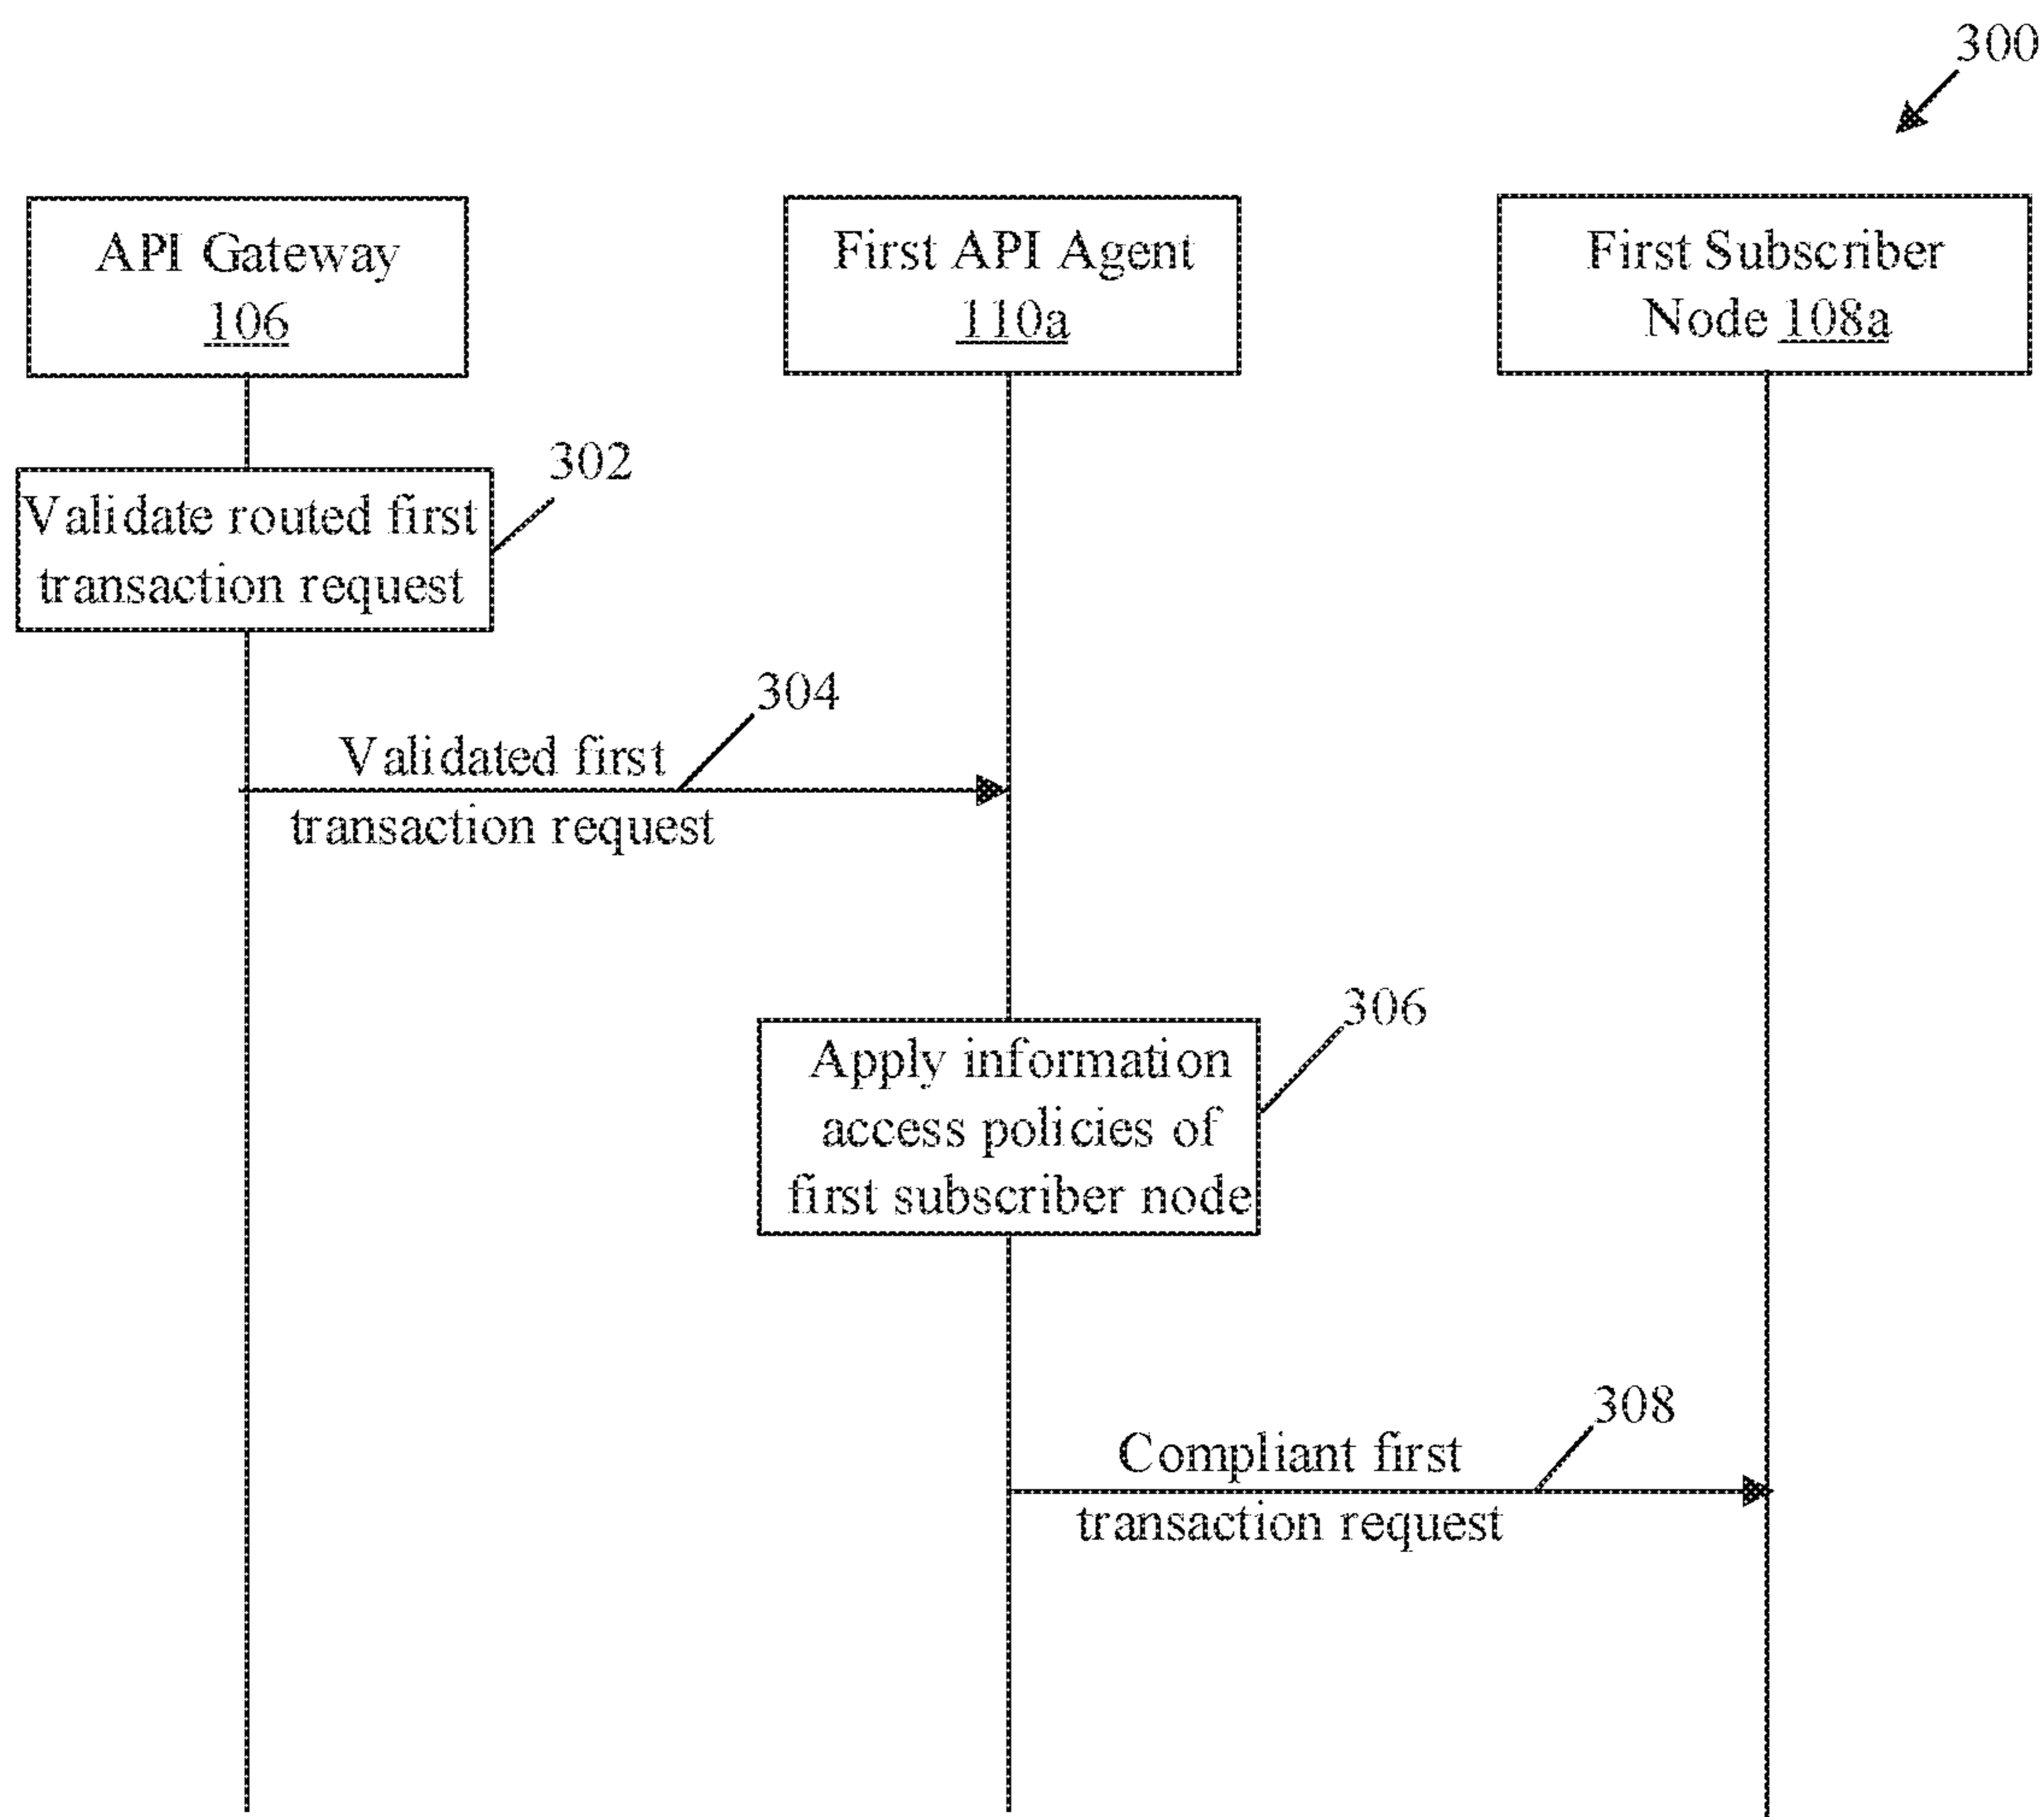 300
API Gateway
106
First API Agent
110a
First Subscriber
Node 108a
302
Validate routed first
transaction request
304
Validated first
transaction request
306
Apply information
access policies of
first subscriber node
308
Compliant first
transaction request